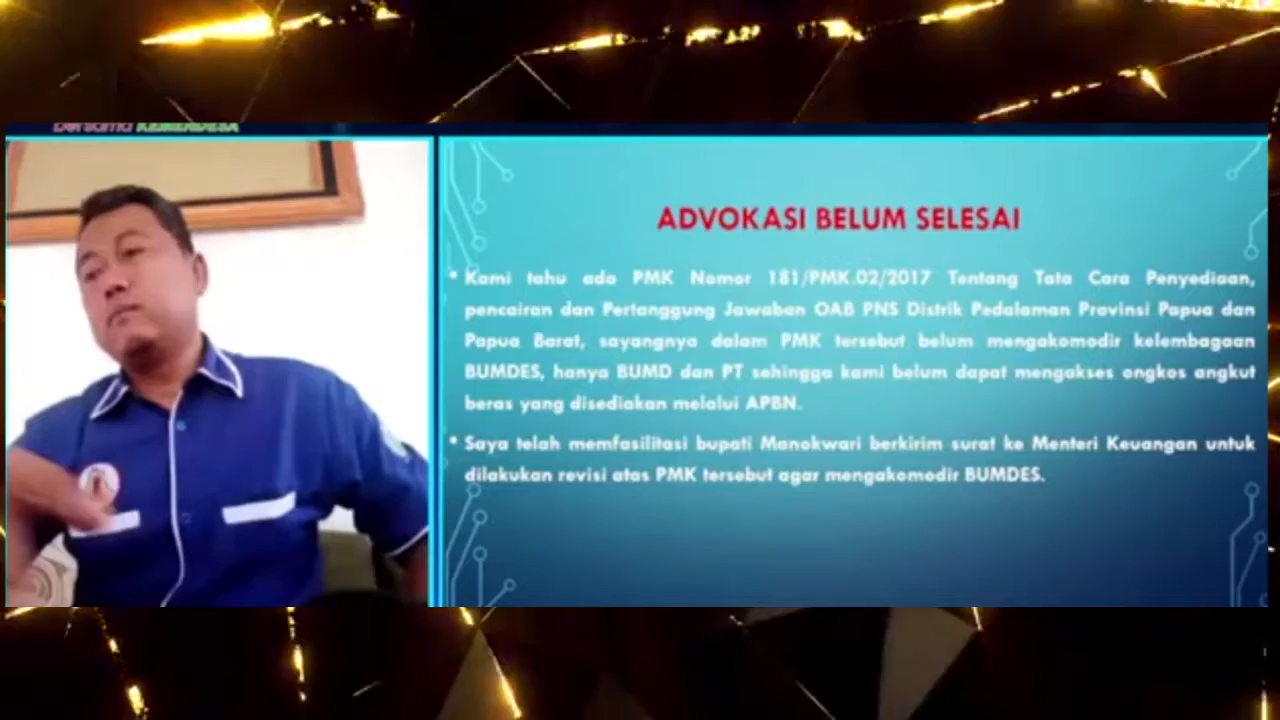 KEMENDESA
ADVOKASI BELUM SELESAI
• Kami tahu ada PMK Nomor 181/PMK.02/2017 Tentang Tata Cara Penyediaan,
pencairan dan Pertanggung Jawaban OAB PNS Distrik Pedalaman Provinsi Papua dan
Papua Barat, sayangnya dalam PMK tersebut belum mengakomodir kelembagaan
BUMDES, hanya BUMD dan PT sehingga kami belum dapat mengakses ongkos angkut
beras yang disediakan melalui APBN.
• Saya telah memfasilitasi bupati Manokwari berkirim surat ke Menteri Keuangan untuk
dilakukan revisi atas PMK tersebut agar mengakomodir BUMDES.